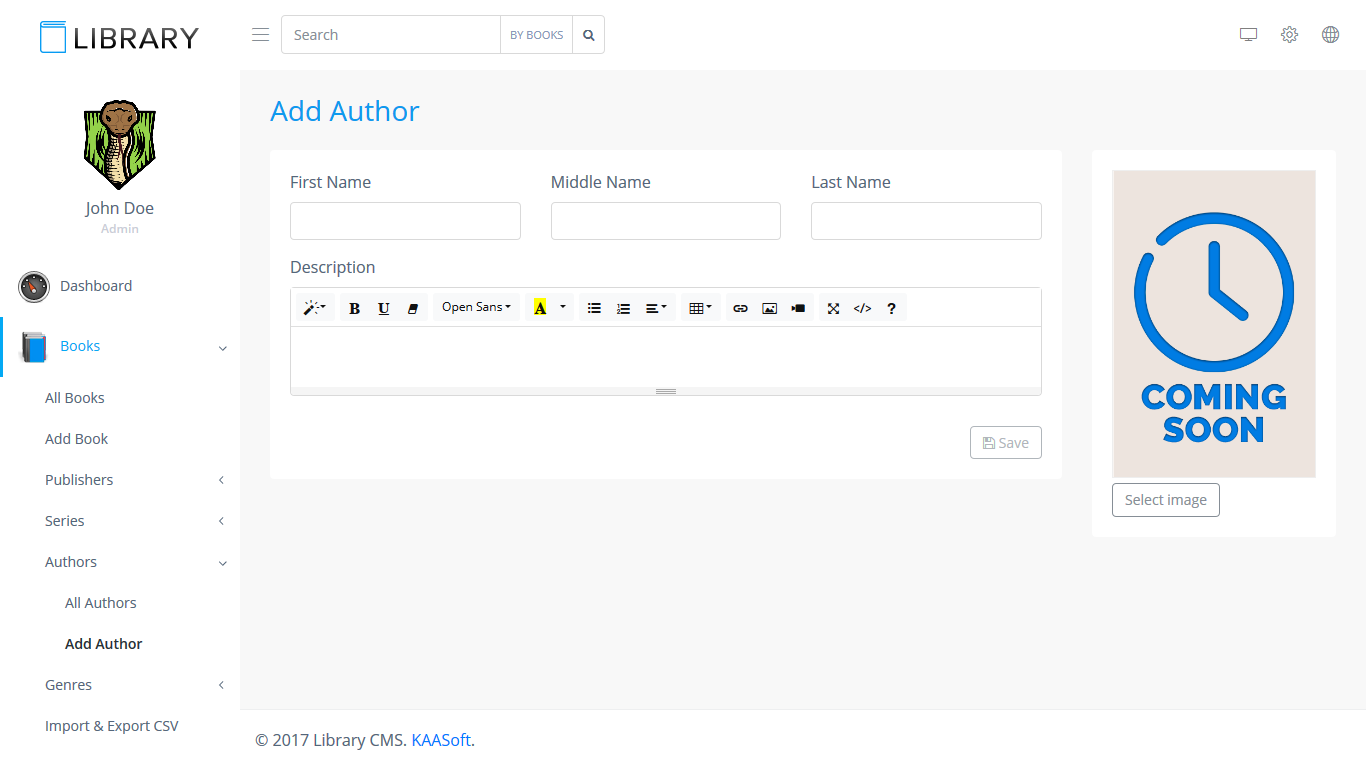 LIBRARY
Search
BY BOOKS
John Doe
Admin
Dashboard
Books
All Books
Add Book
Publishers
Series
Authors
All Authors
Add Author
Genres
Import & Export CSV
Add Author
First Name
Middle Name
Last Name
Description
B U Open Sans A </> ?
Save
COMING
SOON
Select image
© 2017 Library CMS. KAASoft.